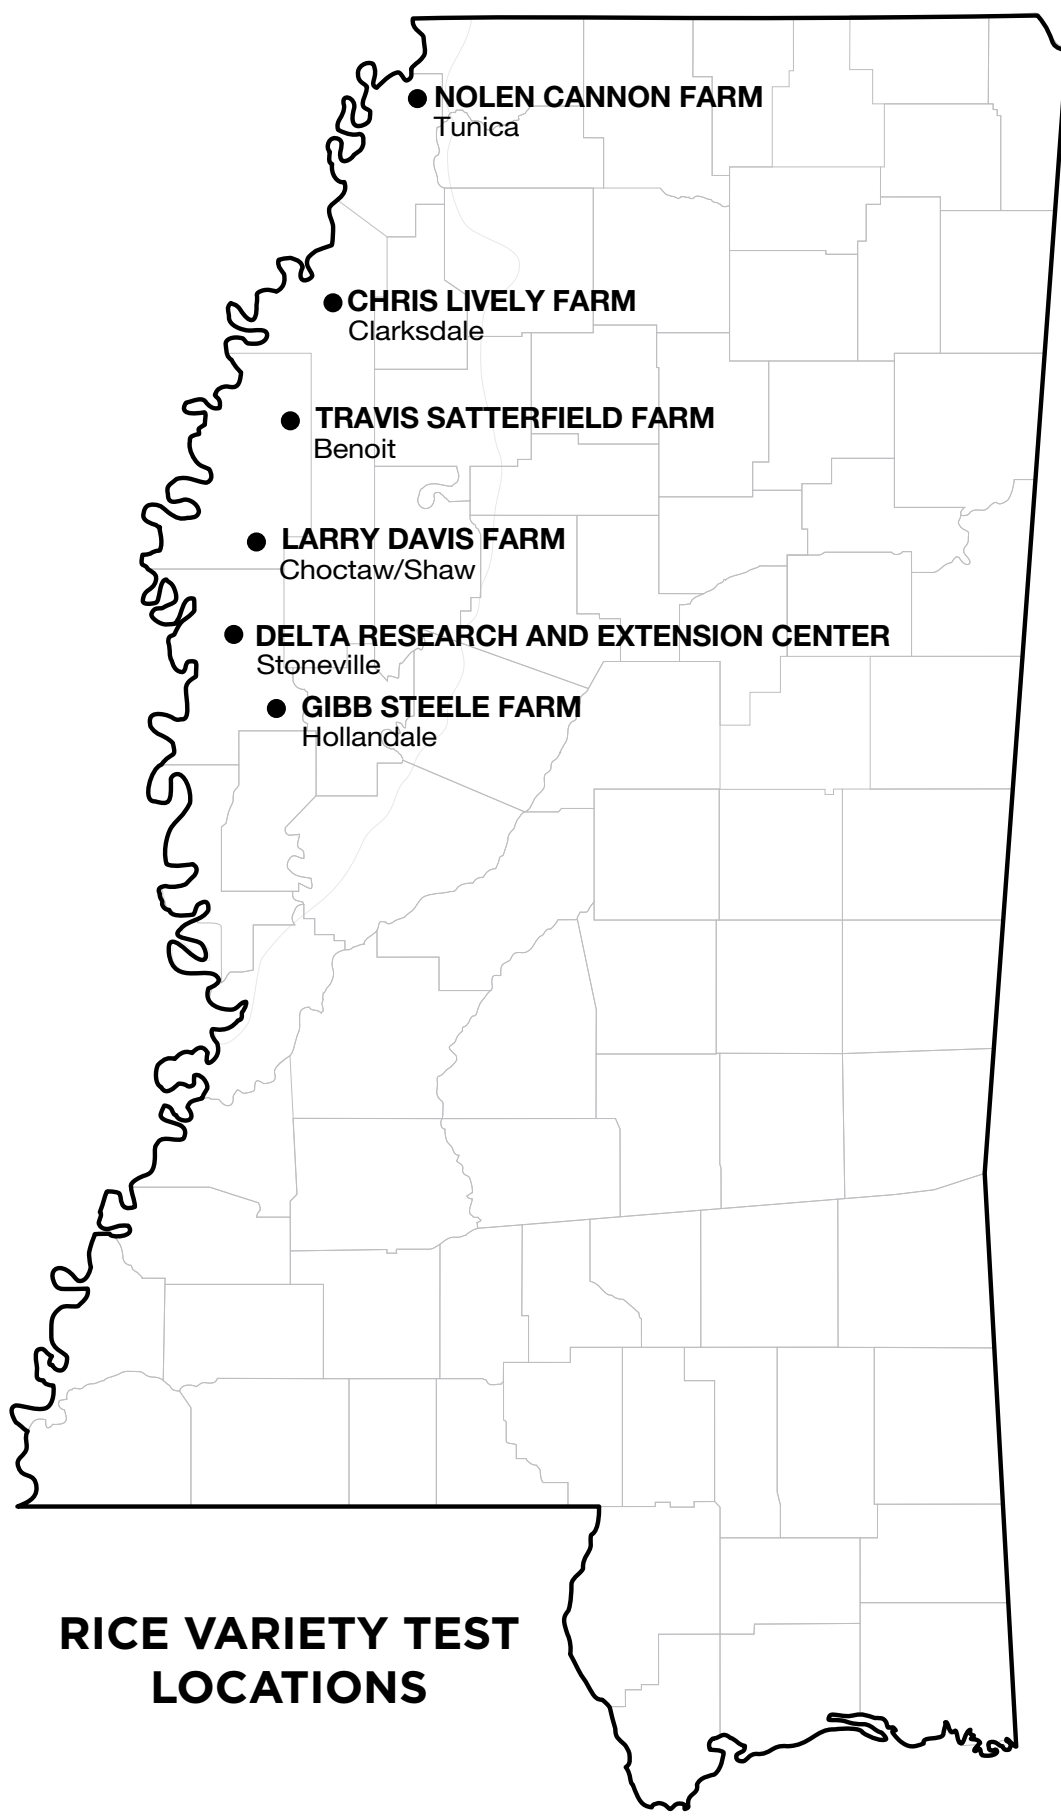 NOLEN CANNON FARM
Tunica
CHRIS LIVELY FARM
Clarksdale
TRAVIS SATTERFIELD FARM
Benoit
LARRY DAVIS FARM
Choctaw/Shaw
DELTA RESEARCH AND EXTENSION CENTER
Stoneville
GIBB STEELE FARM
Hollandale
RICE VARIETY TEST
LOCATIONS